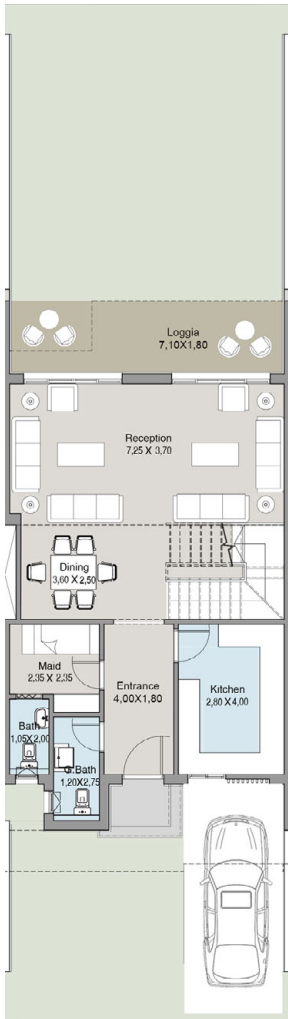 Loggia
7,10X1,80
Reception
7,25 X 3,70
Dining
3,60 X 2,50
Maid
2,35 X 2,35
Entrance
4,00X1,80
Kitchen
2,80 X 4,00
Bath
1,05X2,00
G.Bath
1,20X2,75